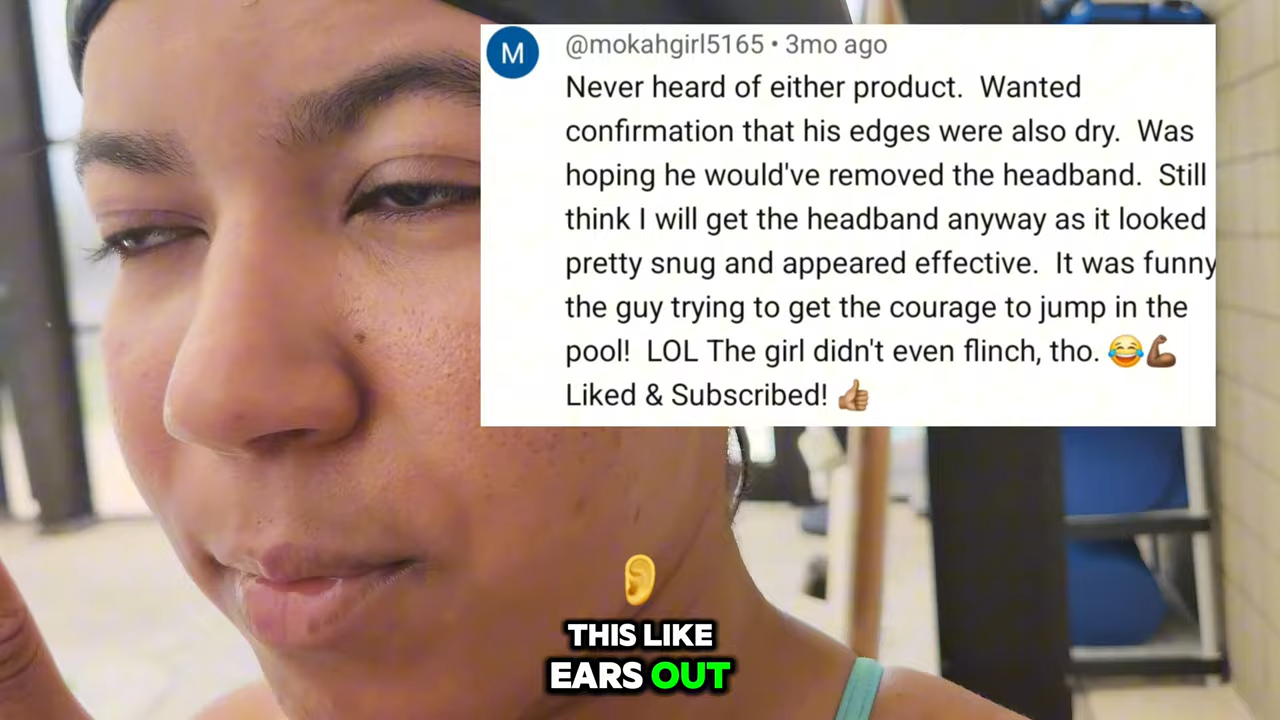 M
@mokahgirl5165 • 3mo ago
Never heard of either product.  Wanted
confirmation that his edges were also dry.  Was
hoping he would've removed the headband.  Still
think I will get the headband anyway as it looked
pretty snug and appeared effective.  It was funny
the guy trying to get the courage to jump in the
pool!  LOL The girl didn't even flinch, tho. 😂💪🏾
Liked & Subscribed! 👍🏽
👂
THIS LIKE
EARS OUT